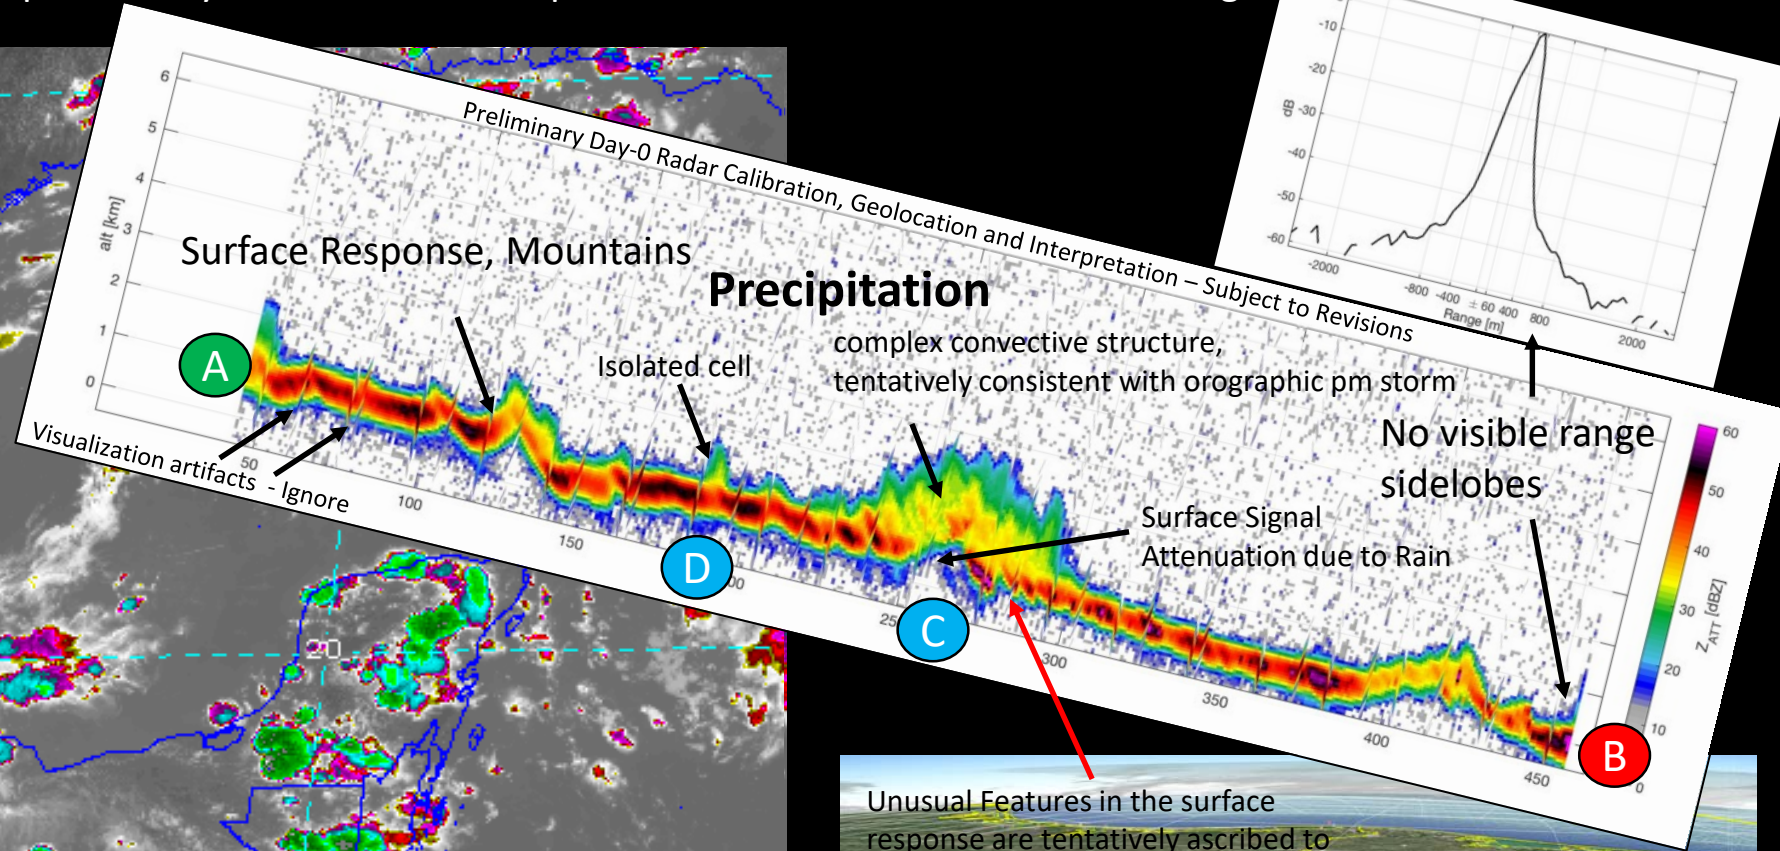 Preliminary Day-0 Radar Calibration, Geolocation and Interpretation – Subject to Revisions
6
5
4
3
2
1
0
alt [km]
Surface Response, Mountains
Precipitation
Isolated cell
complex convective structure,
tentatively consistent with orographic pm storm
A
Visualization artifacts - Ignore
50
100
150
D
C
300
350
400
450
B
Surface Signal
Attenuation due to Rain
No visible range
sidelobes
60
50
40
30
20
10
0
Z_ATT [dBZ]
-10
-20
-30
-40
-50
-60
dB
-2000
-800 -400 ± 60 400 800
2000
Range [m]
20
Unusual Features in the surface
response are tentatively ascribed to